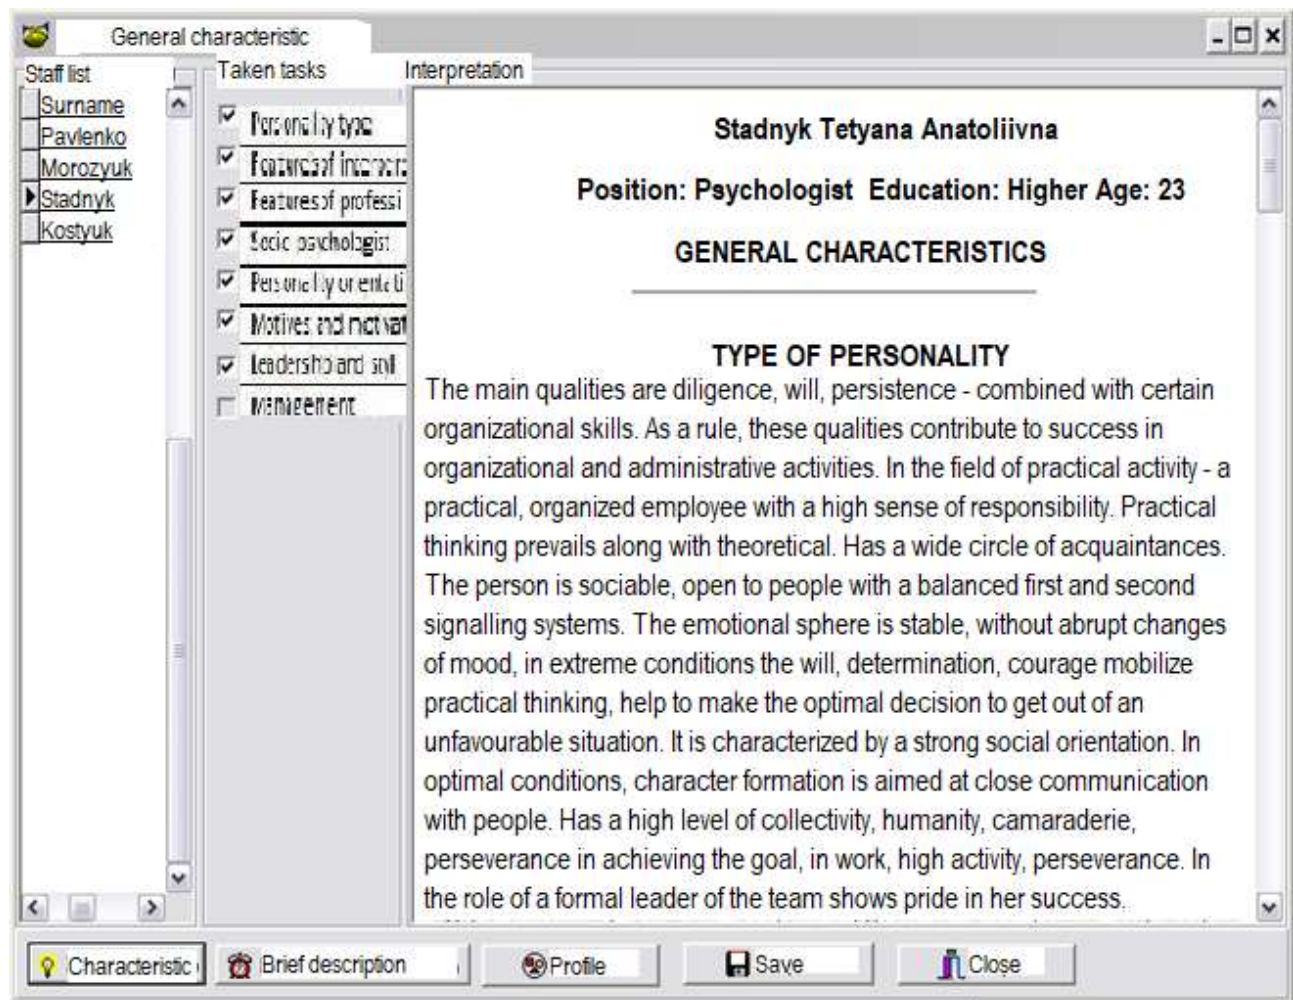 General characteristic
Staff list
Taken tasks
Interpretation
Surname
Pavlenko
Morozyuk
Stadnyk
Kostyuk
Personality type
Features of
Features of professi
Socio psychologist
Personality orientati
Motives and motivat
Leadership and styl
Management
Stadnyk Tetyana Anatoliivna
Position: Psychologist Education: Higher Age: 23
GENERAL CHARACTERISTICS
TYPE OF PERSONALITY
The main qualities are diligence, will, persistence - combined with certain
organizational skills. As a rule, these qualities contribute to success in
organizational and administrative activities. In the field of practical activity - a
practical, organized employee with a high sense of responsibility. Practical
thinking prevails along with theoretical. Has a wide circle of acquaintances.
The person is sociable, open to people with a balanced first and second
signalling systems. The emotional sphere is stable, without abrupt changes
of mood, in extreme conditions the will, determination, courage mobilize
practical thinking, help to make the optimal decision to get out of an
unfavourable situation. It is characterized by a strong social orientation. In
optimal conditions, character formation is aimed at close communication
with people. Has a high level of collectivity, humanity, camaraderie,
perseverance in achieving the goal, in work, high activity, perseverance. In
the role of a formal leader of the team shows pride in her success.
Characteristic
Brief description
Profile
Save
Close